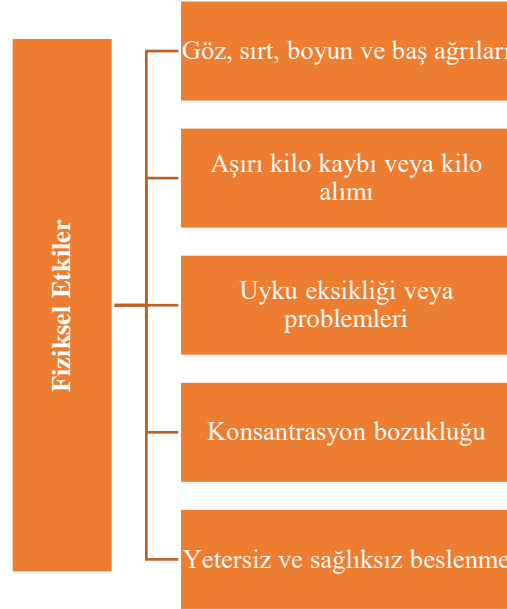 Fiziksel Etkiler
Göz, sırt, boyun ve baş ağrıları
Aşırı kilo kaybı veya kilo
alımı
Uyku eksikliği veya
problemleri
Konsantrasyon bozukluğu
Yetersiz ve sağlıksız beslenme